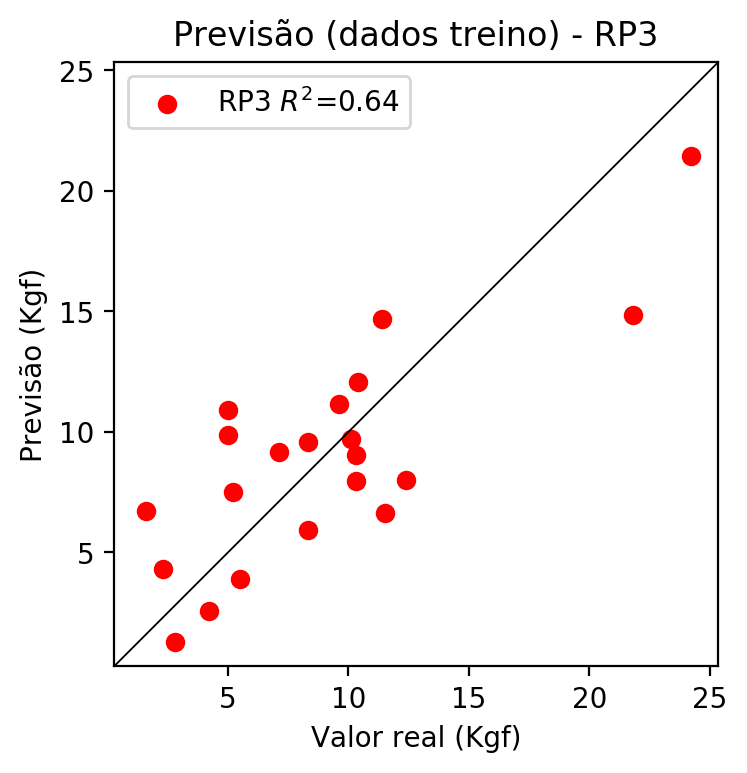 Previsão (dados treino) - RP3
RP3 R²=0.64
Previsão (Kgf)
25
20
15
10
5
5 10 15 20 25
Valor real (Kgf)